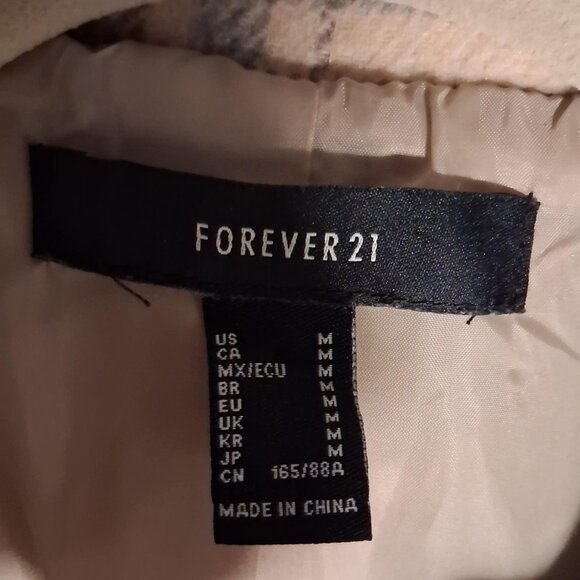 FOREVER 21
US M
CA M
MX/ECU M
BR M
EU M
UK M
KR M
JP M
CN 165/88A
MADE IN CHINA